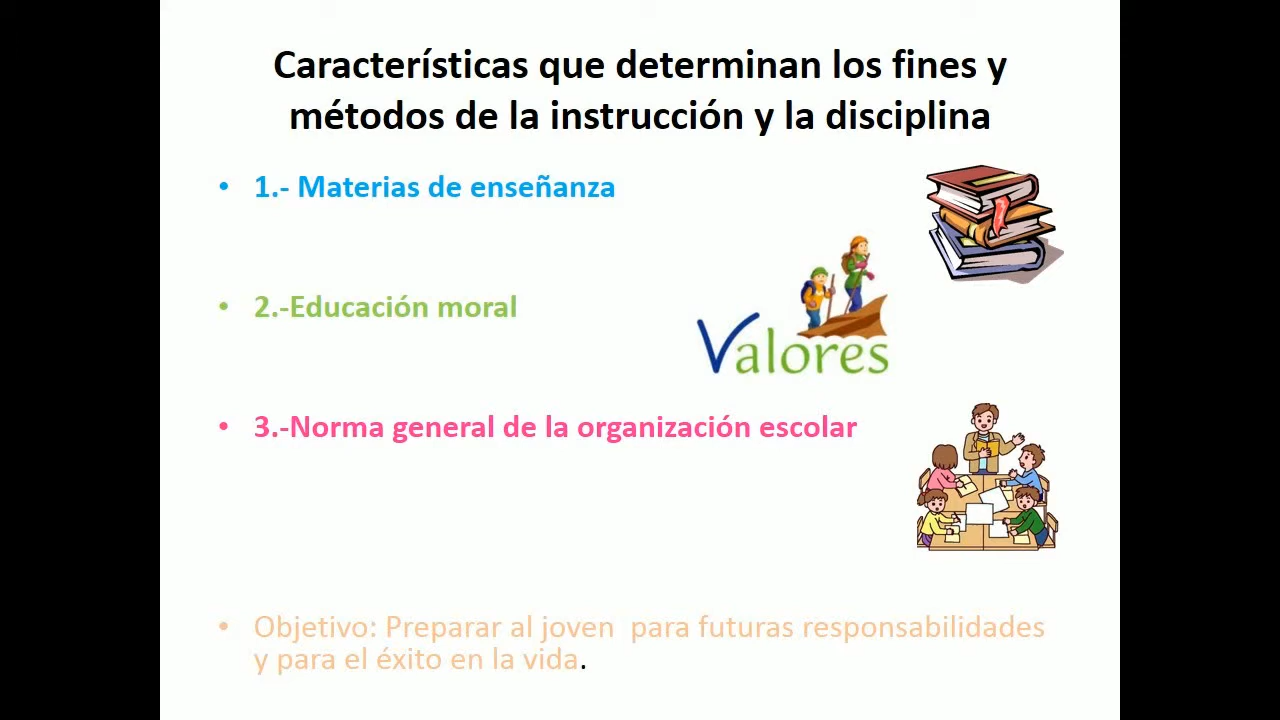 Características que determinan los fines y
métodos de la instrucción y la disciplina
• 1.- Materias de enseñanza
• 2.-Educación moral
Valores
• 3.-Norma general de la organización escolar
• Objetivo: Preparar al joven  para futuras responsabilidades
y para el éxito en la vida.